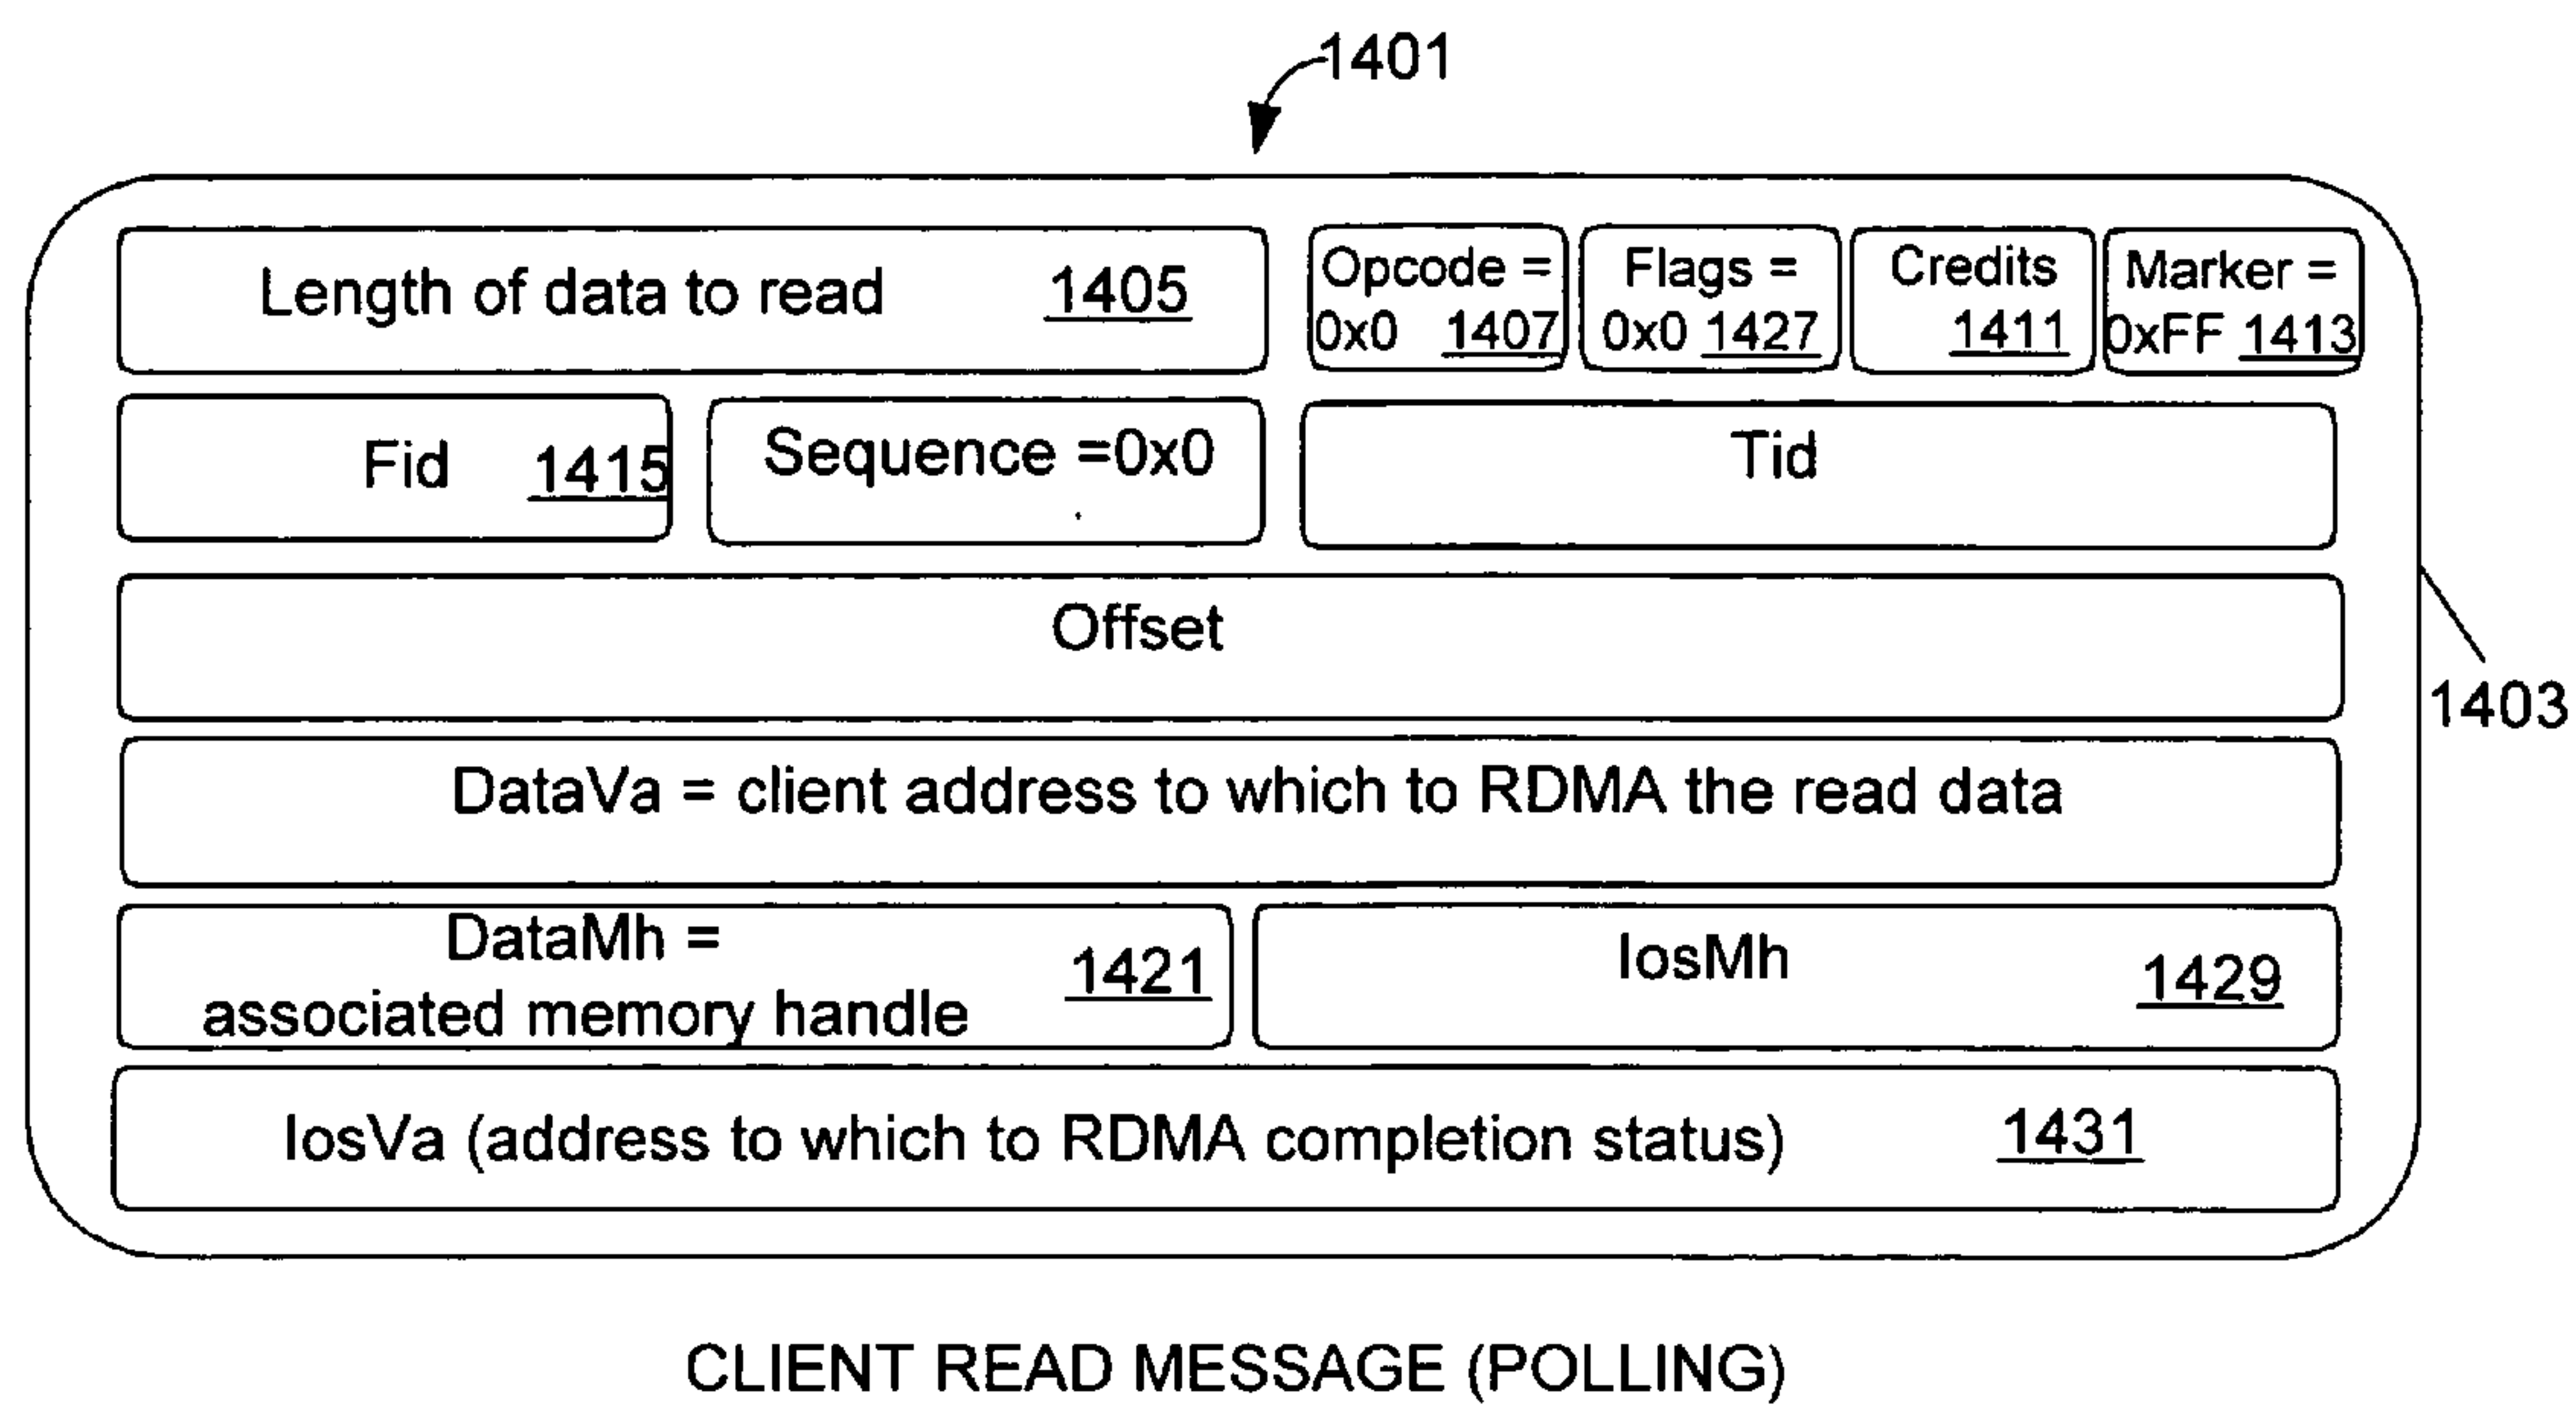 1401
Length of data to read 1405
Opcode =
0x0 1407
Flags =
0x0 1427
Credits
1411
Marker =
0xFF 1413
Fid 1415
Sequence =0x0
Tid
Offset
1403
DataVa = client address to which to RDMA the read data
DataMh =
associated memory handle 1421
IosMh 1429
IosVa (address to which to RDMA completion status) 1431
CLIENT READ MESSAGE (POLLING)